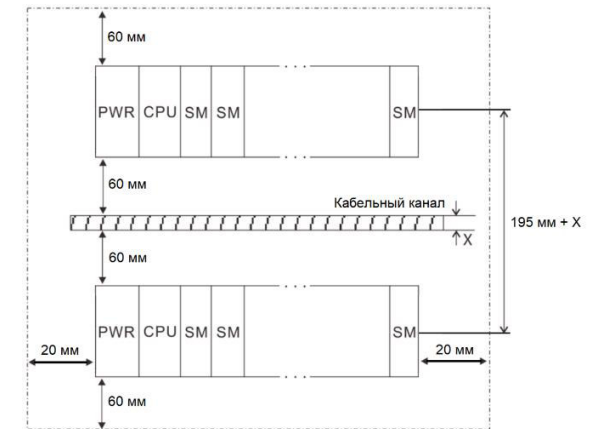 60 мм
PWR CPU SM SM ... SM
60 мм
Кабельный канал
X
195 мм + X
60 мм
PWR CPU SM SM ... SM
20 мм
20 мм
60 мм